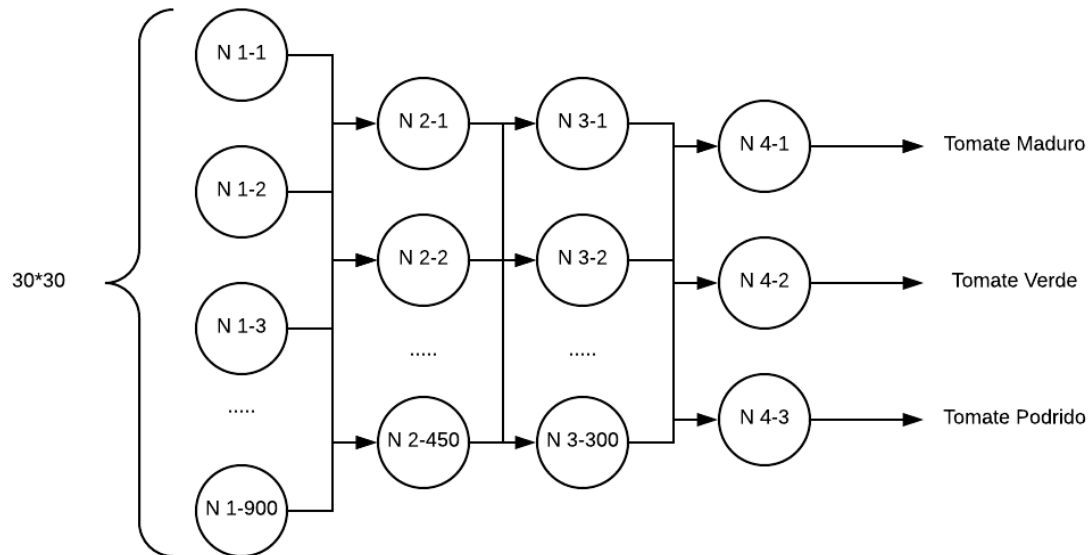 30*30
N 1-1
N 1-2
N 1-3
.....
N 1-900
N 2-1
N 2-2
.....
N 2-450
N 3-1
N 3-2
.....
N 3-300
N 4-1
N 4-2
N 4-3
Tomate Maduro
Tomate Verde
Tomate Podrido